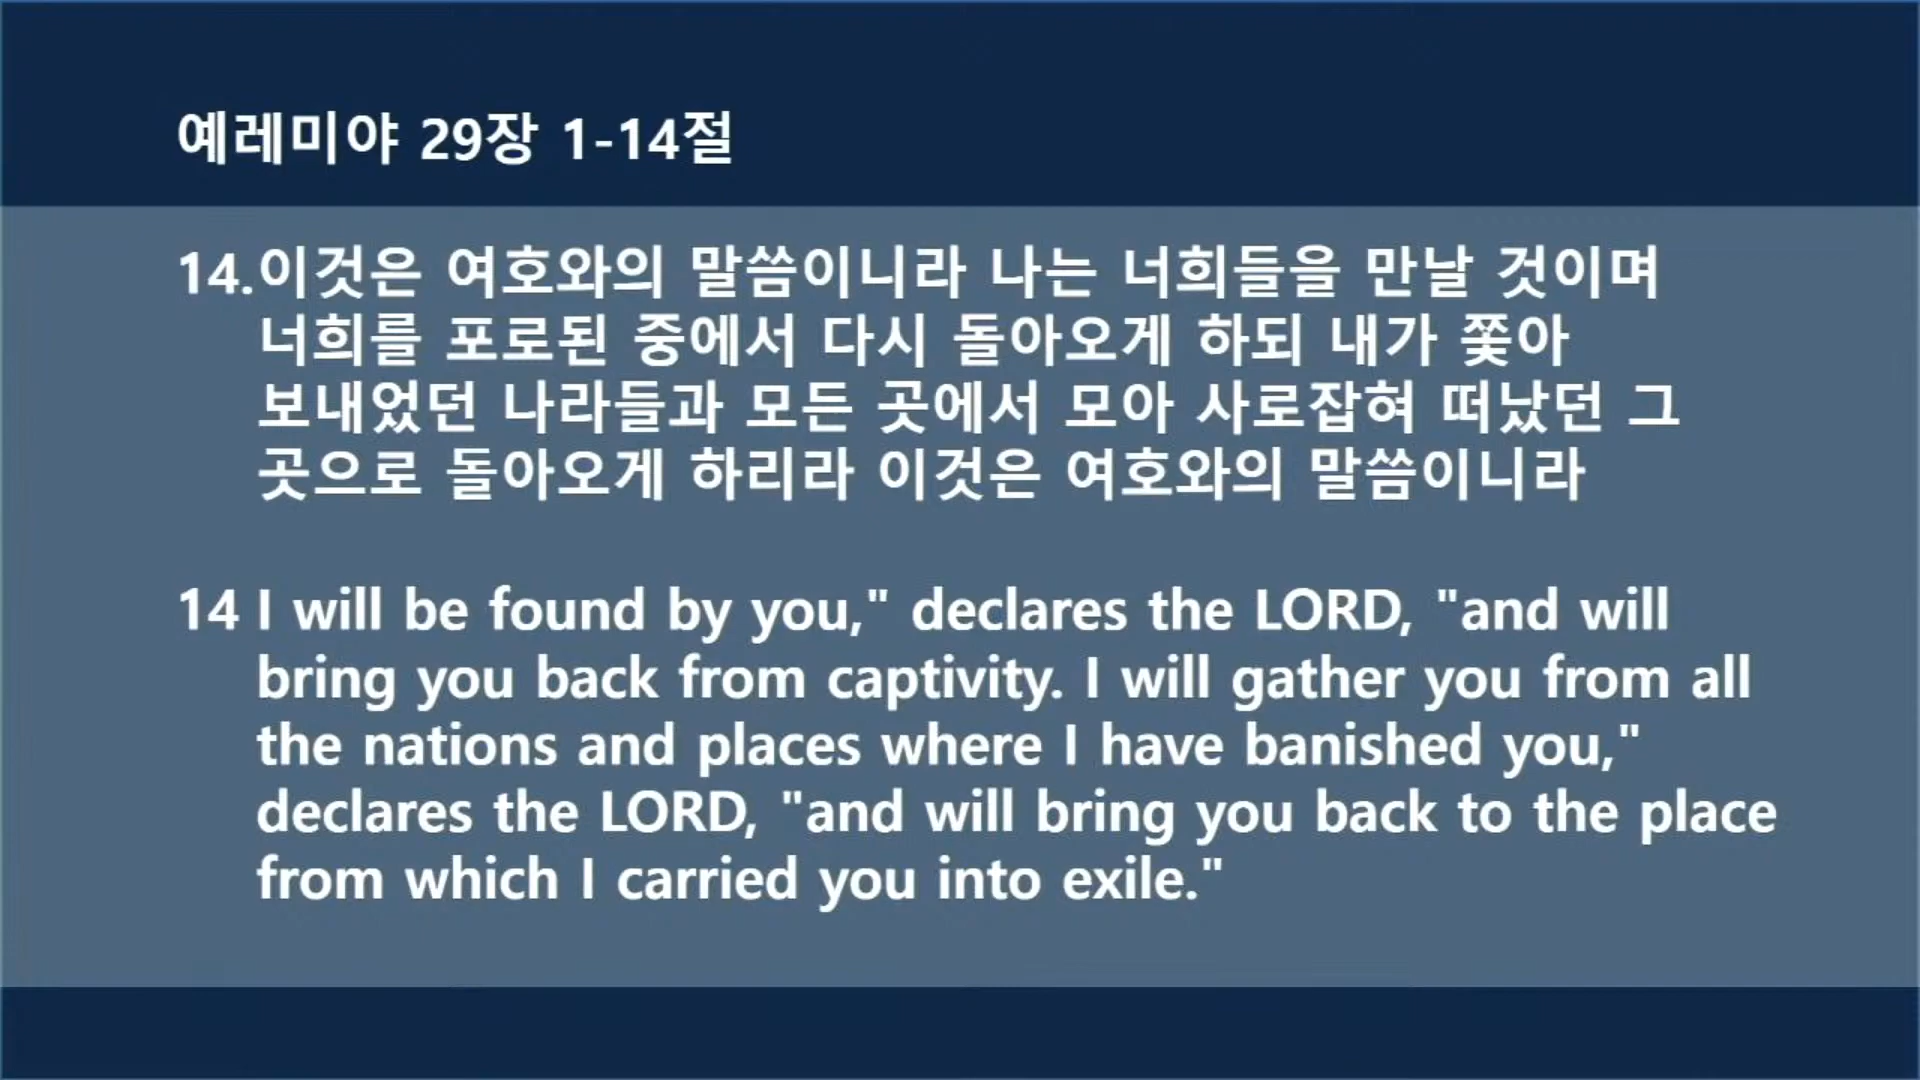 예레미야 29장 1-14절
14.이것은 여호와의 말씀이니라 나는 너희들을 만날 것이며
너희를 포로된 중에서 다시 돌아오게 하되 내가 쫓아
보내었던 나라들과 모든 곳에서 모아 사로잡혀 떠났던 그
곳으로 돌아오게 하리라 이것은 여호와의 말씀이니라
14 I will be found by you," declares the LORD, "and will
bring you back from captivity. I will gather you from all
the nations and places where I have banished you,"
declares the LORD, "and will bring you back to the place
from which I carried you into exile."